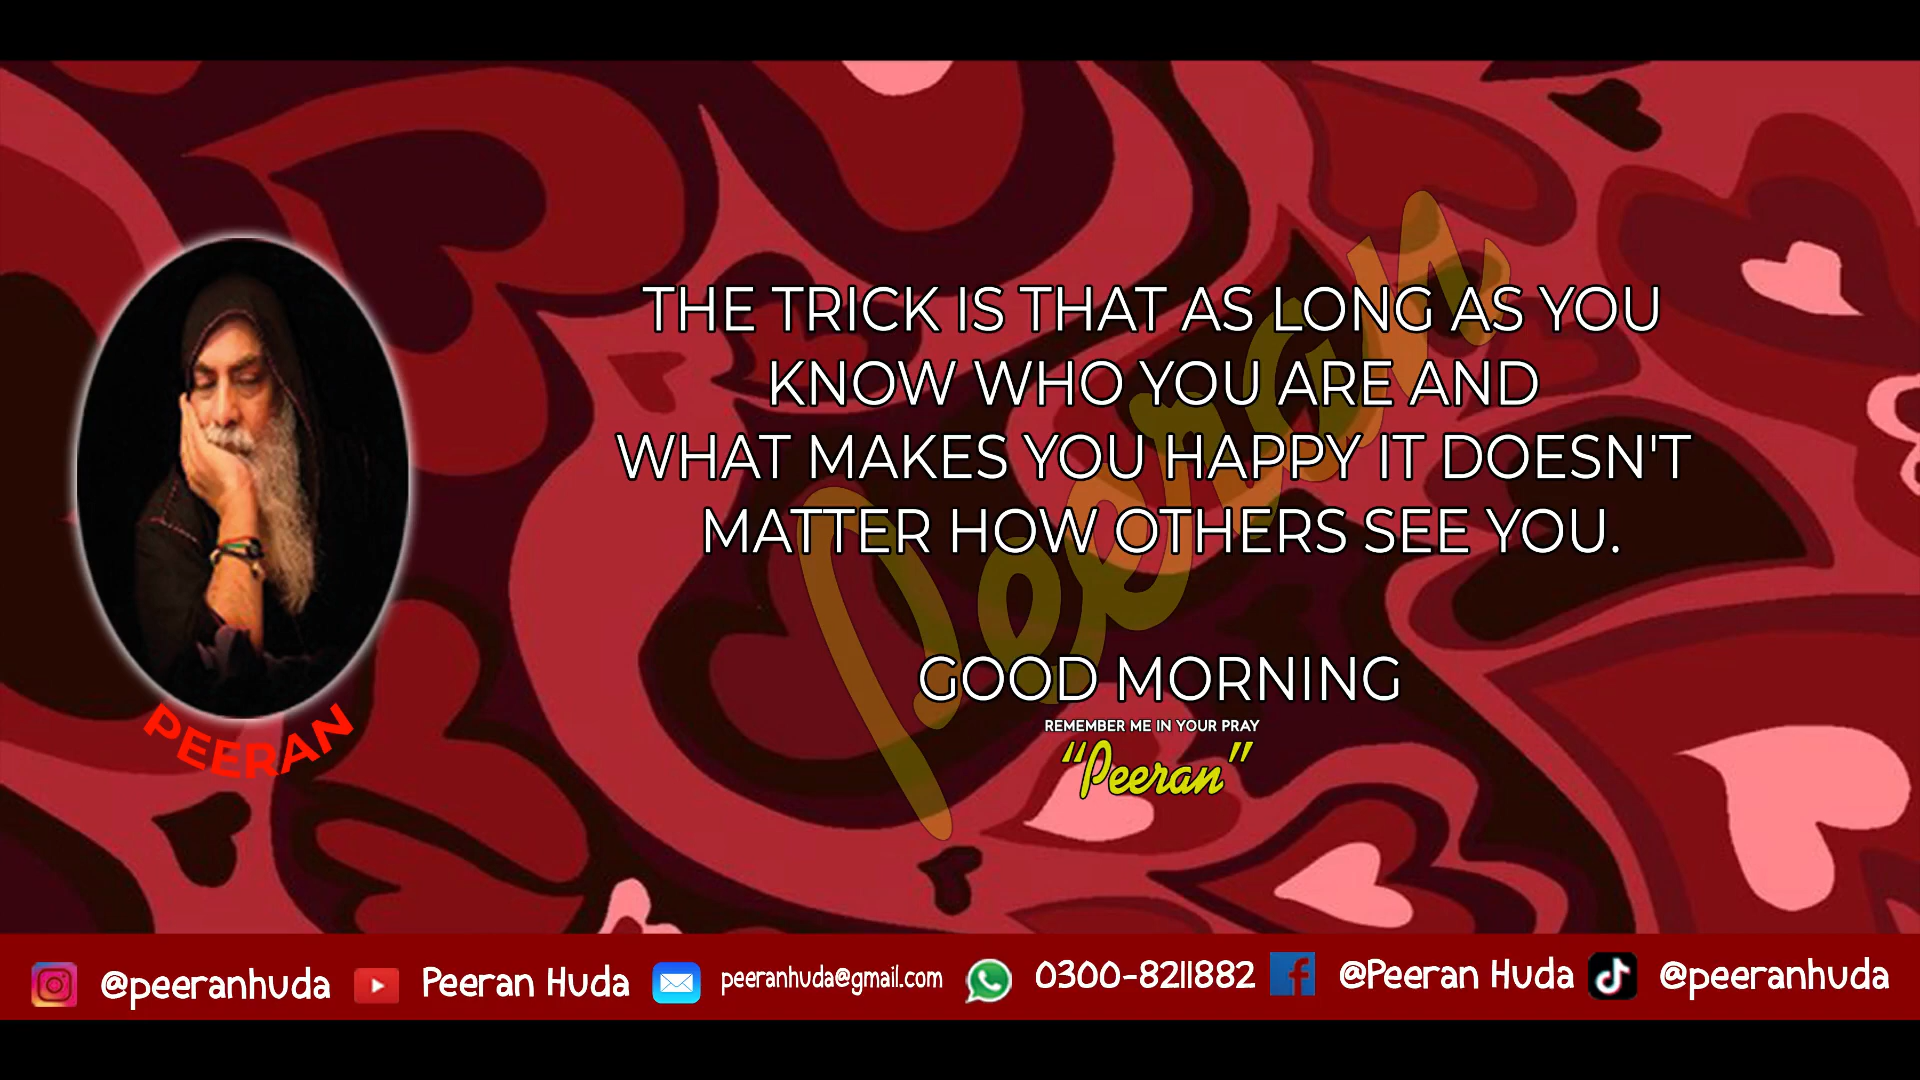 THE TRICK IS THAT AS LONG AS YOU
KNOW WHO YOU ARE AND
WHAT MAKES YOU HAPPY IT DOESN'T
MATTER HOW OTHERS SEE YOU.
GOOD MORNING
REMEMBER ME IN YOUR PRAY
"Peeran"
Peeran
PEERAN
@peeranhuda Peeran Huda peeranhuda@gmail.com 0300-8211882 @Peeran Huda @peeranhuda